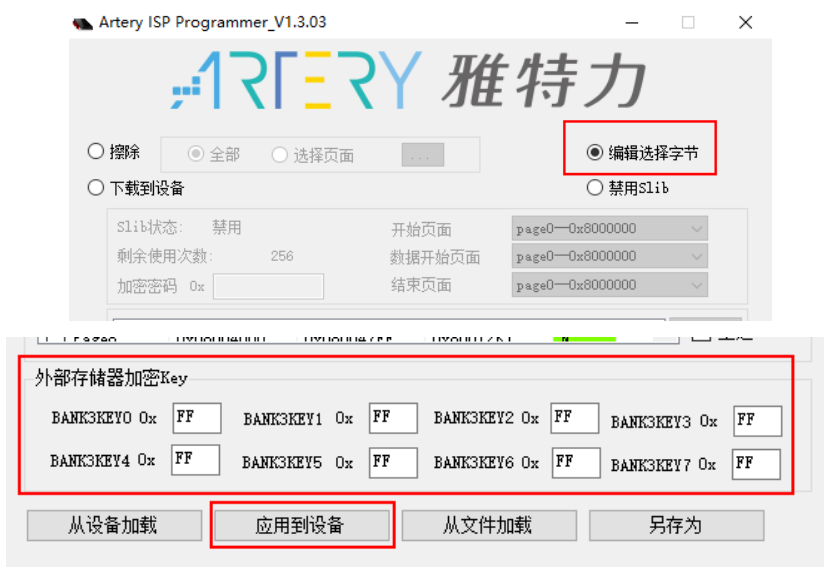 Artery ISP Programmer_V1.3.03
ARTERY 雅特力
擦除 全部 选择页面 ... 编辑选择字节
下载到设备 禁用Slib
Slib状态: 禁用 开始页面 page0—0x8000000
剩余使用次数: 256 数据开始页面 page0—0x8000000
加密密码 0x 结束页面 page0—0x8000000
外部存储器加密Key
BANK3KEY0 0x FF BANK3KEY1 0x FF BANK3KEY2 0x FF BANK3KEY3 0x FF
BANK3KEY4 0x FF BANK3KEY5 0x FF BANK3KEY6 0x FF BANK3KEY7 0x FF
从设备加载 应用到设备 从文件加载 另存为